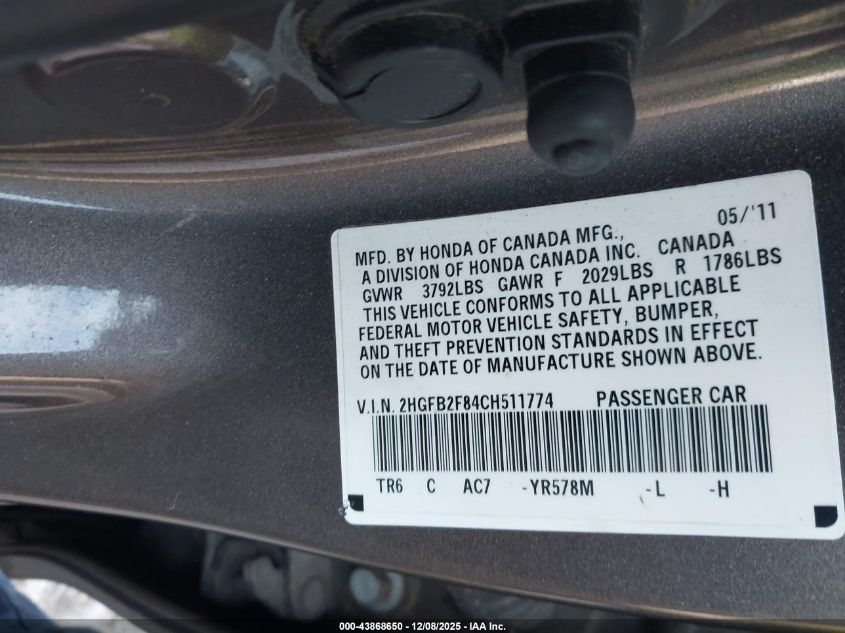 05/'11
MFD. BY HONDA OF CANADA MFG.,
A DIVISION OF HONDA CANADA INC. CANADA
GVWR 3792LBS GAWR F 2029LBS R 1786LBS
THIS VEHICLE CONFORMS TO ALL APPLICABLE
FEDERAL MOTOR VEHICLE SAFETY, BUMPER,
AND THEFT PREVENTION STANDARDS IN EFFECT
ON THE DATE OF MANUFACTURE SHOWN ABOVE.
V.I.N. 2HGFB2F84CH511774 PASSENGER CAR
TR6 C AC7 -YR578M -L -H
000-43868650 - 12/08/2025 - IAA Inc.